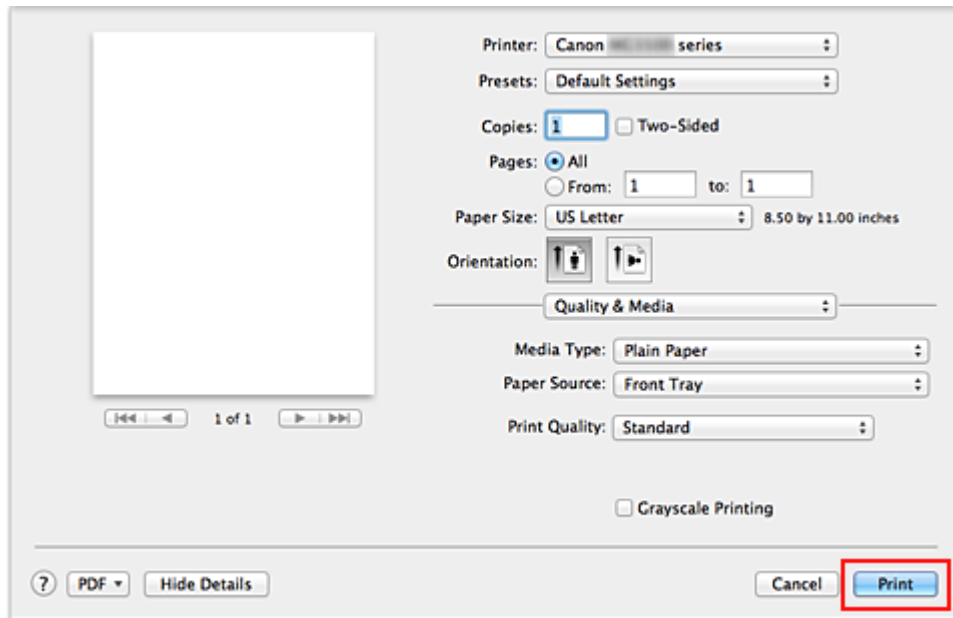 Printer: Canon series
Presets: Default Settings
Copies: 1 Two-Sided
Pages: All
From: 1 to: 1
Paper Size: US Letter 8.50 by 11.00 inches
Orientation:
Quality & Media
Media Type: Plain Paper
Paper Source: Front Tray
1 of 1
Print Quality: Standard
Grayscale Printing
? PDF Hide Details Cancel Print